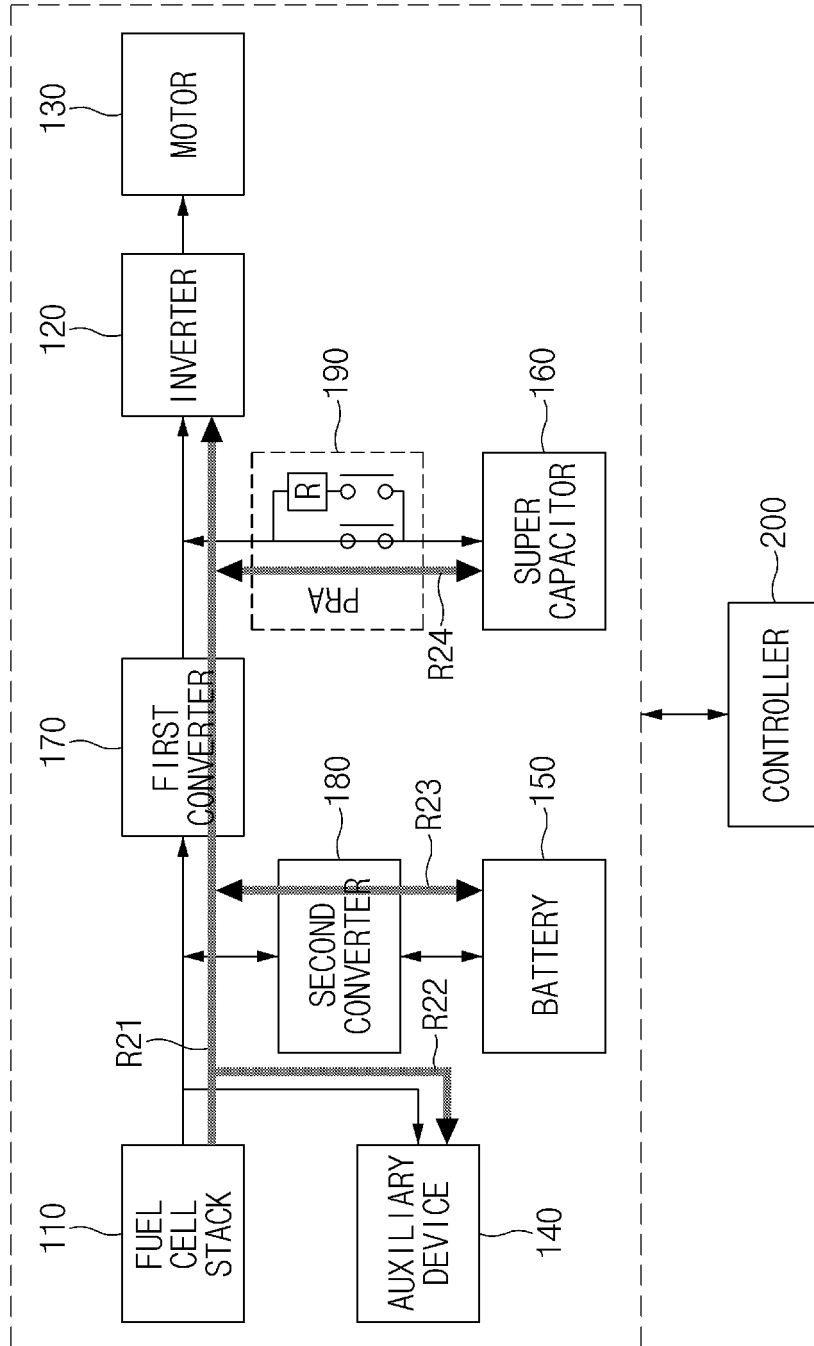 110
FUEL
CELL
STACK
R21
170
FIRST
CONVERTER
120
INVERTER
130
MOTOR
180
SECOND
CONVERTER
R23
190
R
PRA
R22
R24
140
AUXILIARY
DEVICE
150
BATTERY
160
SUPER
CAPACITOR
200
CONTROLLER